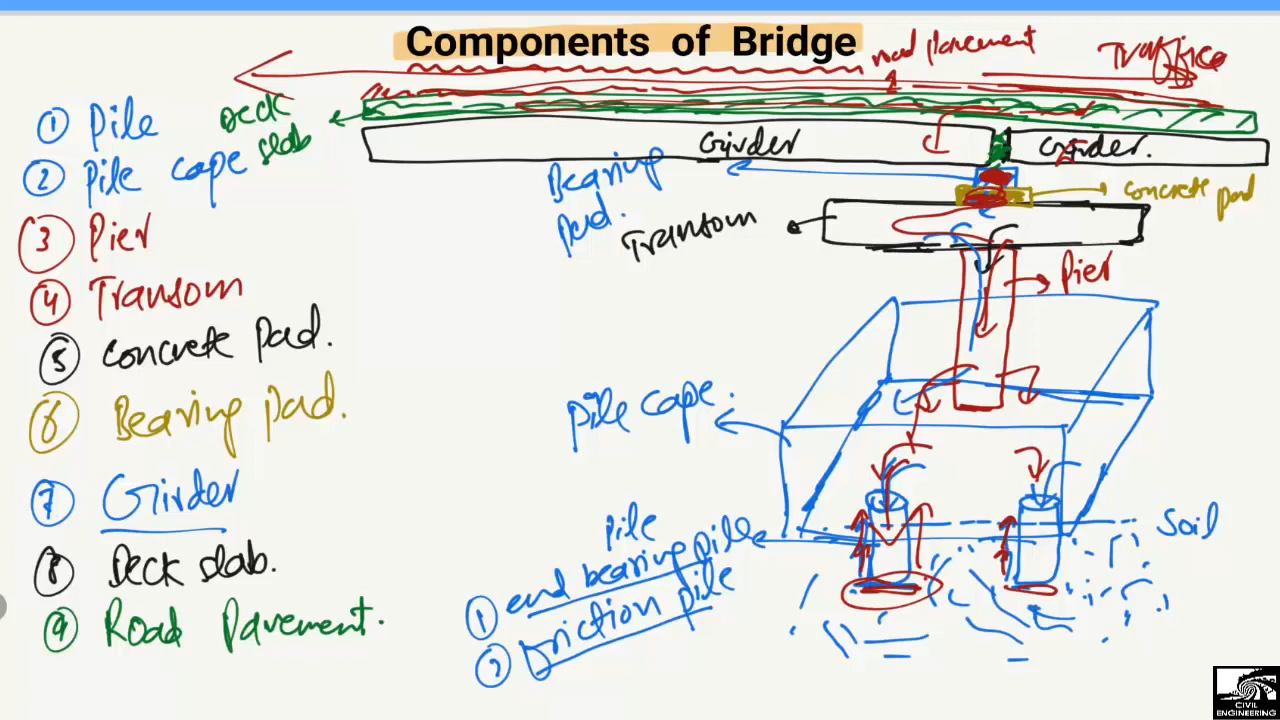 Components of Bridge
① Pile
② Pile cape
③ Pier
④ Transom
⑤ Concrete Pad.
⑥ Bearing Pad.
⑦ Girder
⑧ Deck slab.
⑨ Road Pavement.
Deck
slab
road pavement
Traffic
Girder
Girder.
Bearing
Pad.
concrete pad
Transom
Pier
pile cape.
Pile
① end bearing pile
② Friction pile
Soil
CIVIL
ENGINEERING